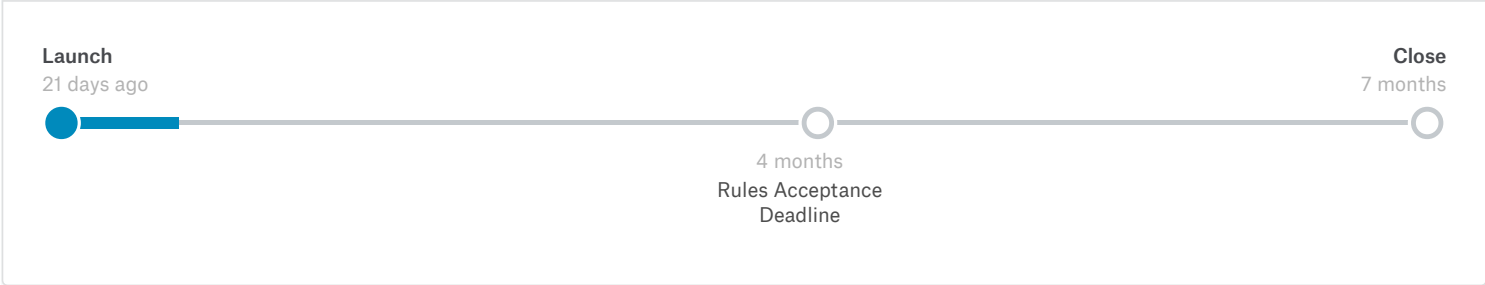 Launch
Close
21 days ago
7 months
4 months
Rules Acceptance
Deadline